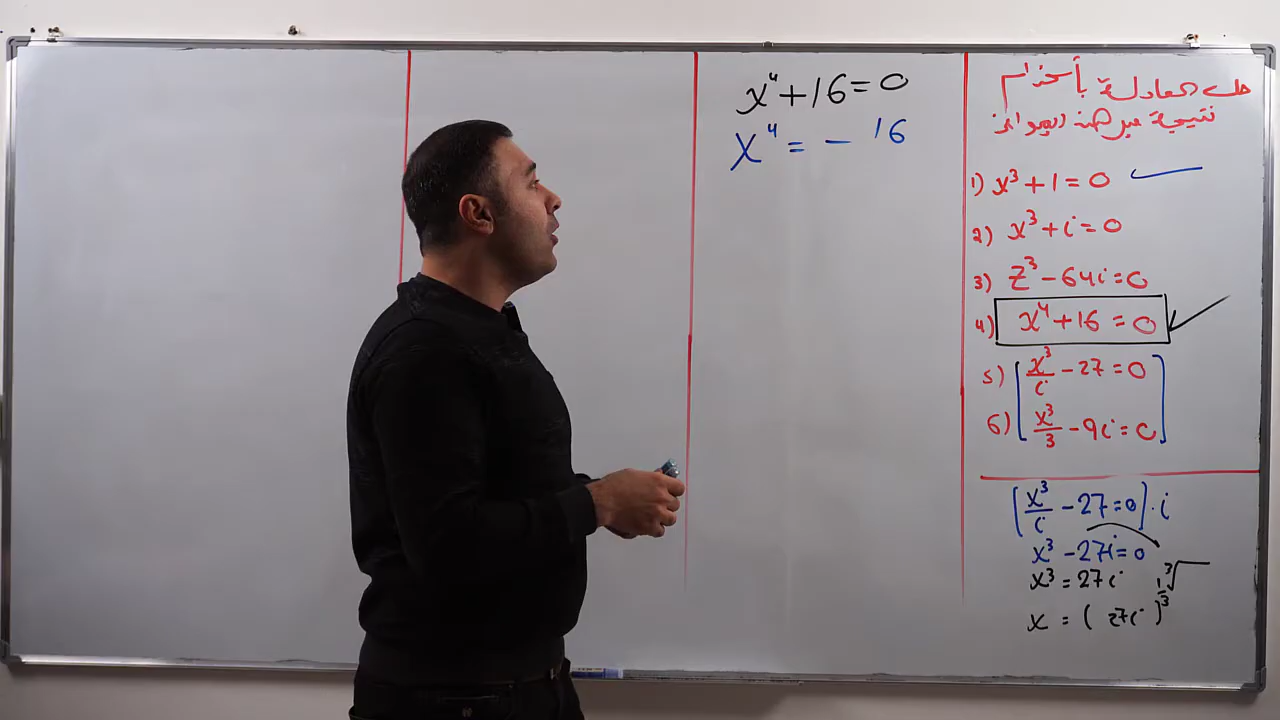 حل المعادلة بأستخدام
نتيجة مبرهنة ديموافر
1) x³ + 1 = 0
2) x³ + i = 0
3) z³ - 64i = 0
4) x⁴ + 16 = 0
5) [x³/i - 27 = 0
6) x³/3 - 9i = 0]
[x³/i - 27 = 0] . i
x³ - 27i = 0
x³ = 27i ³√
x = ( 27i )^1/3
x⁴ + 16 = 0
x⁴ = - 16